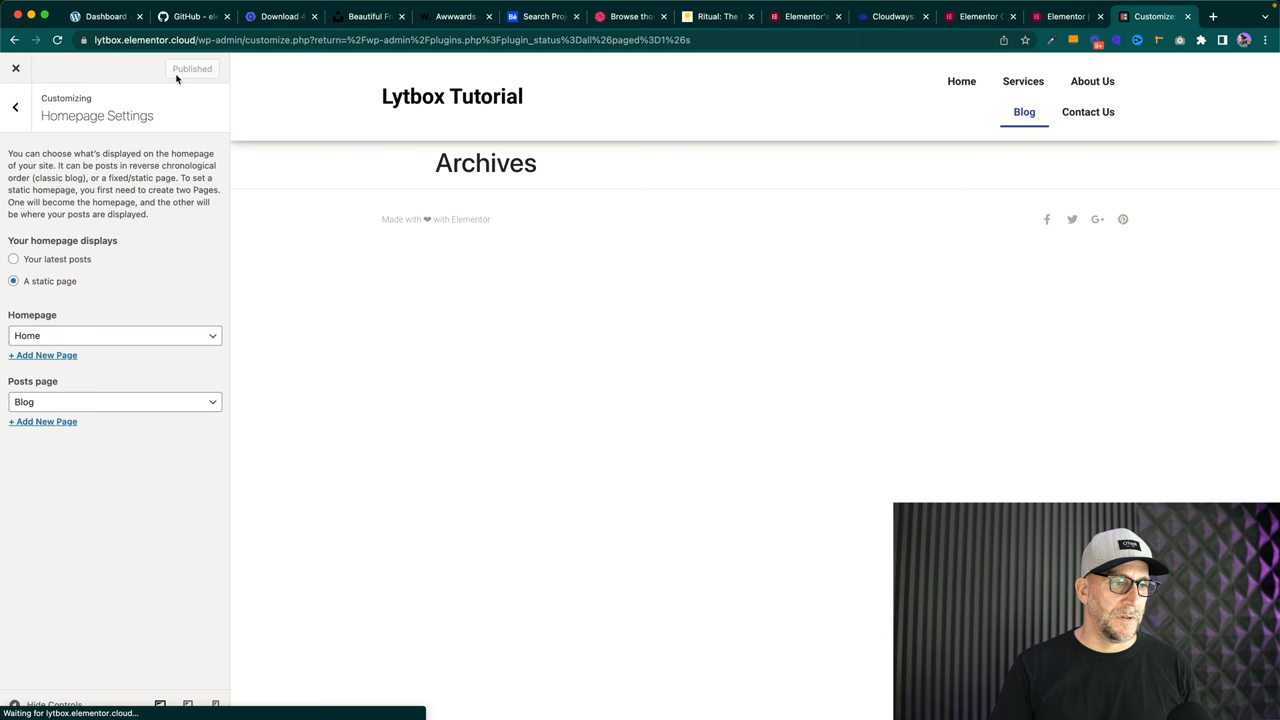 Dashboard
GitHub - ele
Download 4
Beautiful Fr
Awwwards
Search Proj
Browse thou
Ritual: The
Elementor's
Cloudways
Elementor C
Elementor |
Customize:
lytbox.elementor.cloud/wp-admin/customize.php?return=%2Fwp-admin%2Fplugins.php%3Fplugin_status%3Dall%26paged%3D1%26s
9+
Published
Customizing
Homepage Settings
You can choose what's displayed on the homepage
of your site. It can be posts in reverse chronological
order (classic blog), or a fixed/static page. To set a
static homepage, you first need to create two Pages.
One will become the homepage, and the other will
be where your posts are displayed.
Your homepage displays
Your latest posts
A static page
Homepage
Home
+ Add New Page
Posts page
Blog
+ Add New Page
Hide Controls
Waiting for lytbox.elementor.cloud...
Lytbox Tutorial
Home Services About Us
Blog Contact Us
Archives
Made with ❤ with Elementor